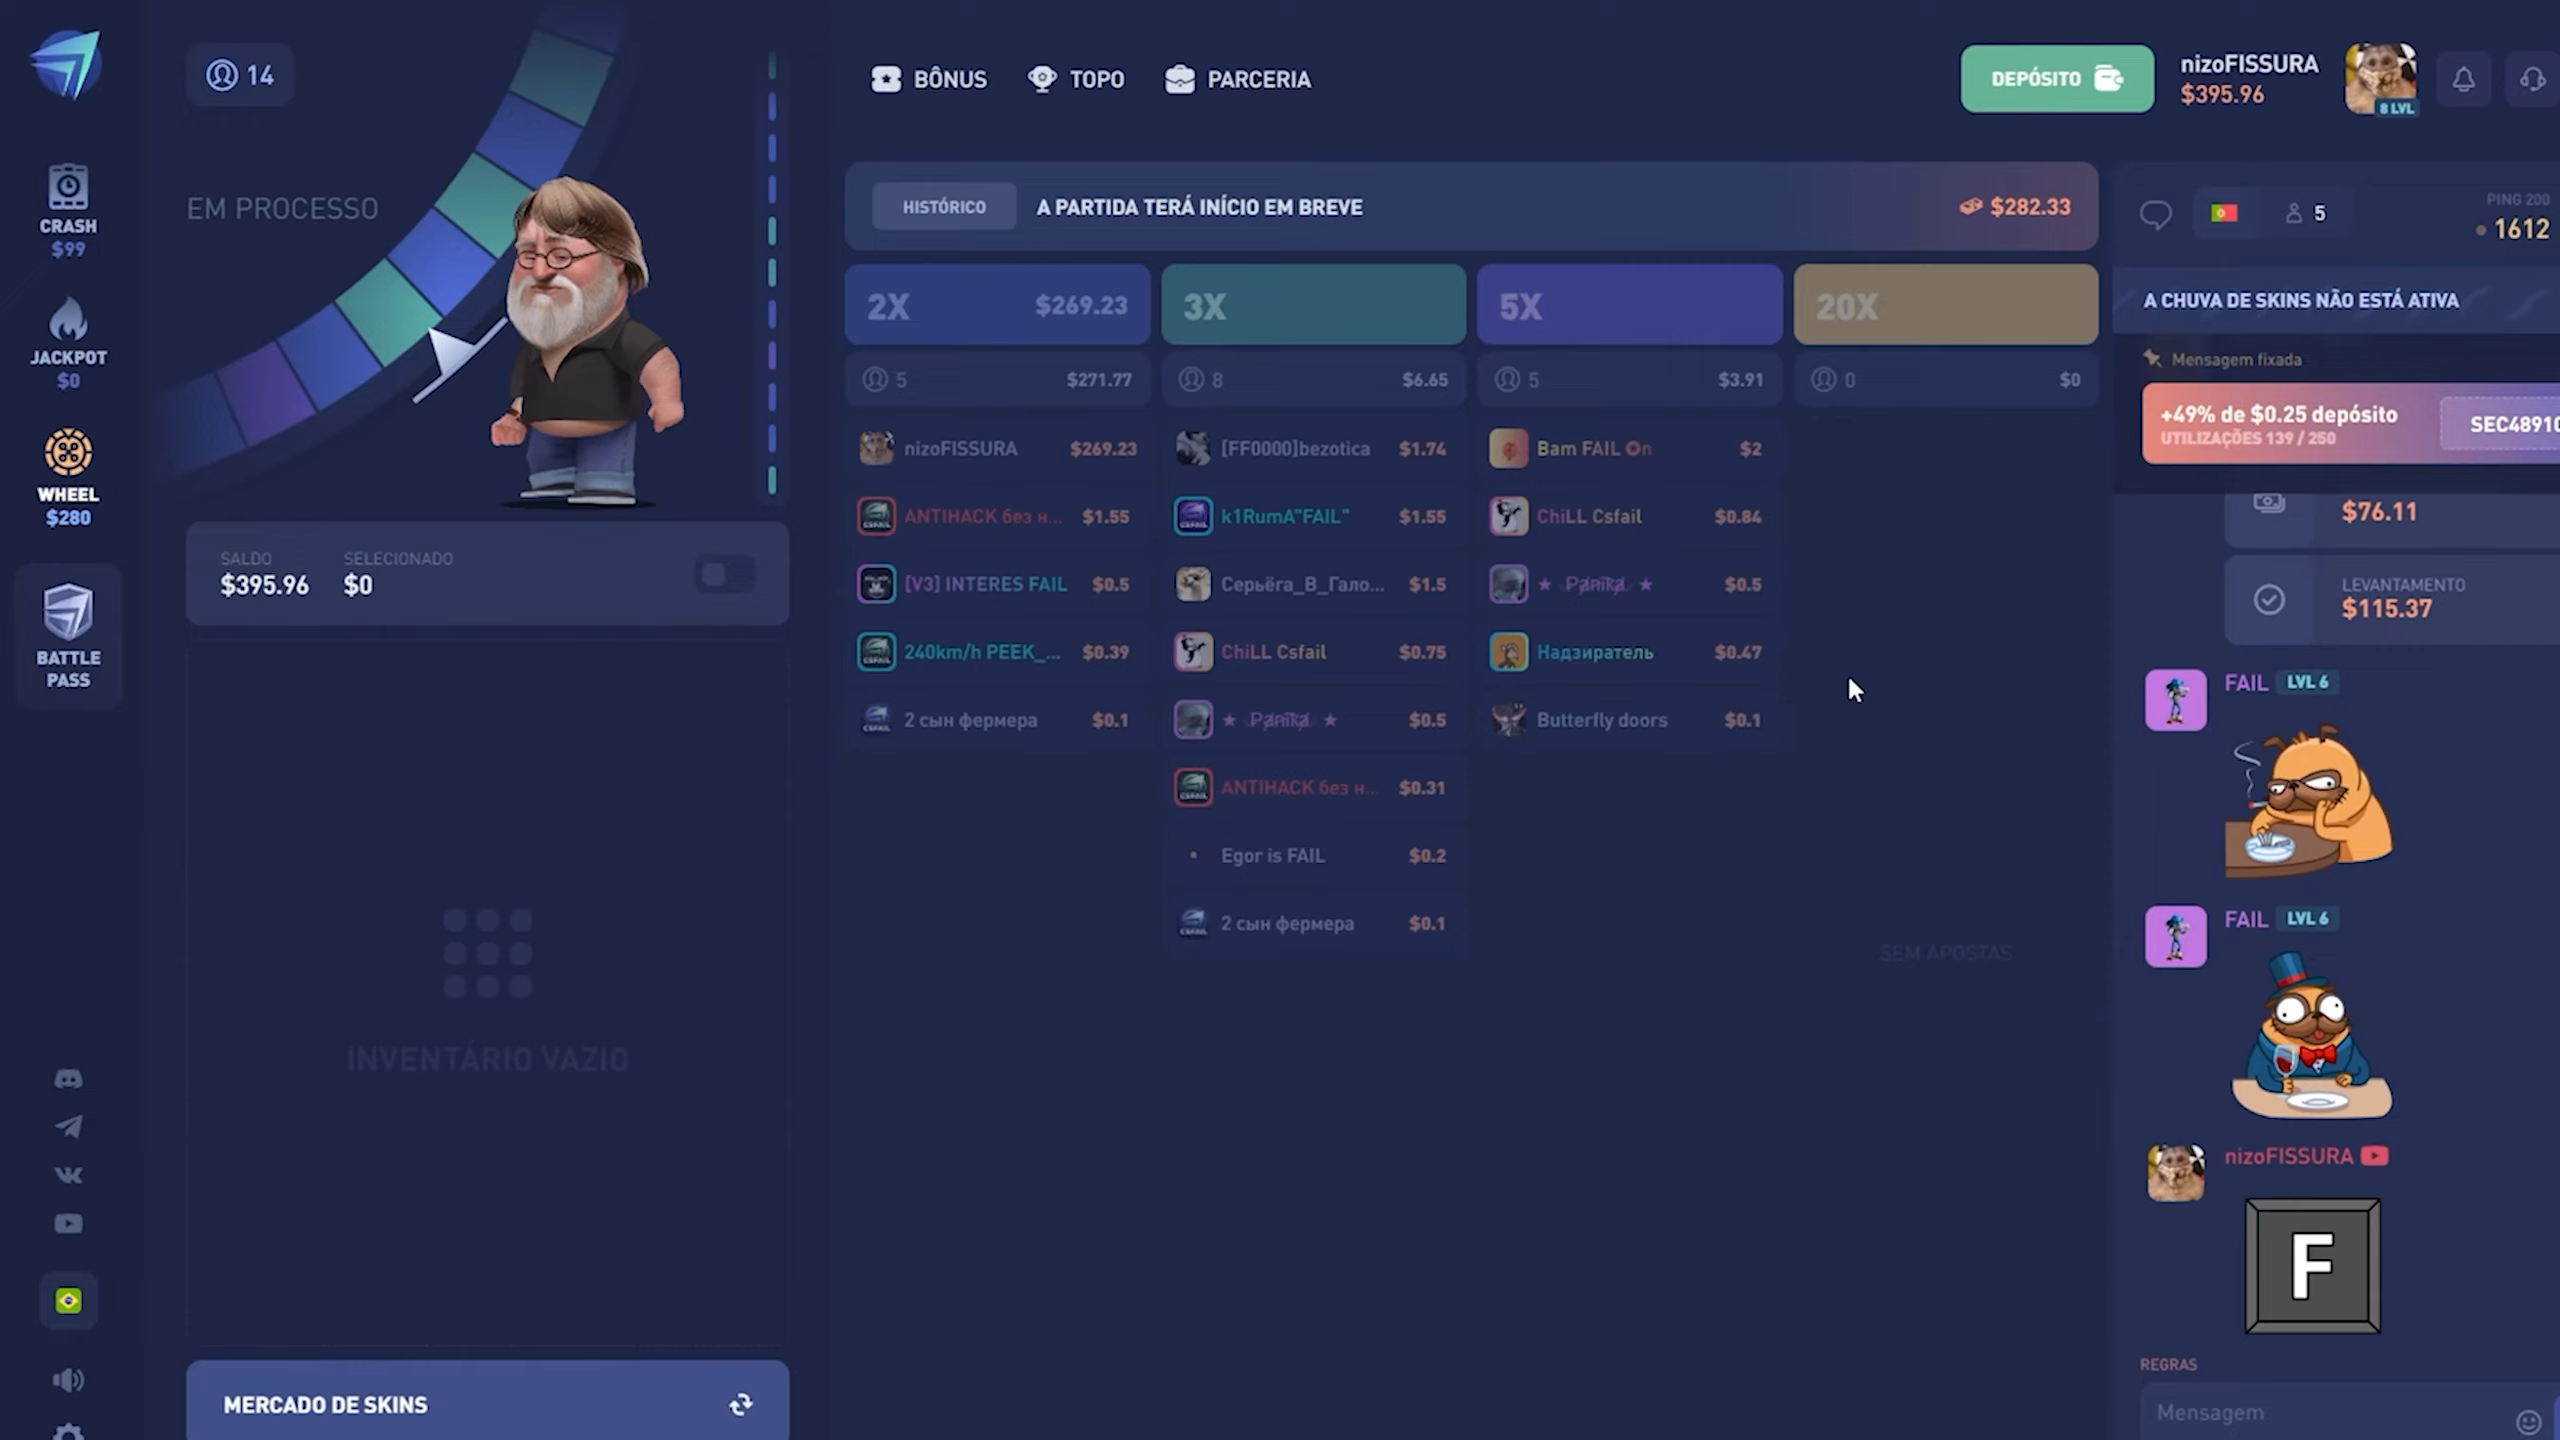 14
BÔNUS
TOPO
PARCERIA
DEPÓSITO
nizoFISSURA
$395.96
8 LVL
CRASH
$99
JACKPOT
$0
WHEEL
$280
BATTLE
PASS
EM PROCESSO
SALDO
$395.96
SELECIONADO
$0
INVENTÁRIO VAZIO
MERCADO DE SKINS
HISTÓRICO
A PARTIDA TERÁ INÍCIO EM BREVE
$282.33
2X
$269.23
5
$271.77
nizoFISSURA
$269.23
ANTIHACK без н...
$1.55
[V3] INTERES FAIL
$0.5
240km/h PEEK_...
$0.39
2 сын фермера
$0.1
3X
8
$6.65
[FF0000]bezotica
$1.74
k1RumA"FAIL"
$1.55
Серьёга_В_Гало...
$1.5
ChiLL Csfail
$0.75
★ Panika ★
$0.5
ANTIHACK без н...
$0.31
Egor is FAIL
$0.2
2 сын фермера
$0.1
5X
5
$3.91
Bam FAIL On
$2
ChiLL Csfail
$0.84
★ Panika ★
$0.5
Надзиратель
$0.47
Butterfly doors
$0.1
20X
0
$0
SEM APOSTAS
5
PING 200
1612
A CHUVA DE SKINS NÃO ESTÁ ATIVA
Mensagem fixada
+49% de $0.25 depósito
UTILIZAÇÕES 139 / 250
SEC4891
$76.11
LEVANTAMENTO
$115.37
FAIL LVL 6
FAIL LVL 6
nizoFISSURA
F
REGRAS
Mensagem